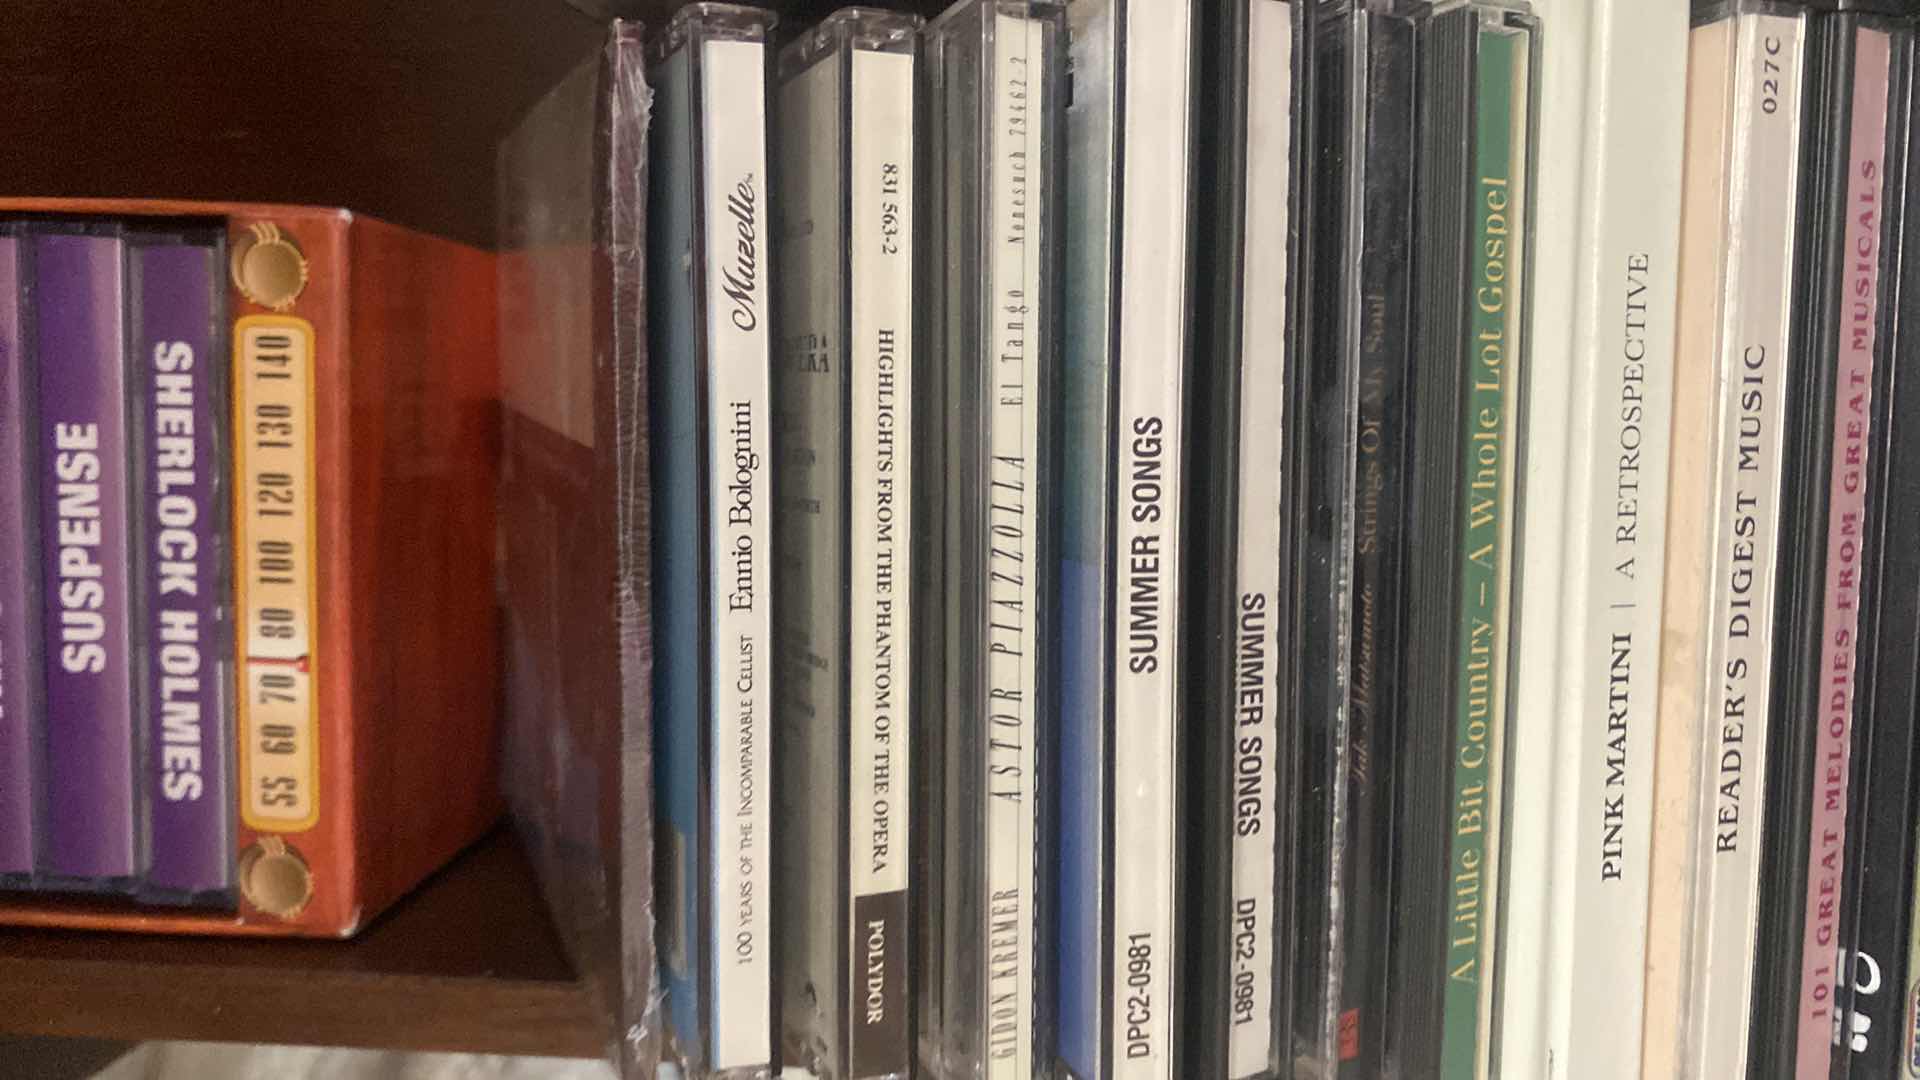 SUSPENSE
SHERLOCK HOLMES
55 60 70 80 100 120 130 140
100 YEARS OF THE INCOMPARABLE CELLIST Ennio Bolognini Muzelle
831 563-2 HIGHLIGHTS FROM THE PHANTOM OF THE OPERA POLYDOR
GIDON KREMER ASTOR PIAZZOLLA El Tango Nonesuch 79462-2
DPC2-0981 SUMMER SONGS
SUMMER SONGS DPC2-0981
Tak Matsumoto Strings Of My Soul
A Little Bit Country – A Whole Lot Gospel
PINK MARTINI | A RETROSPECTIVE
READER'S DIGEST MUSIC 027C
101 GREAT MELODIES FROM GREAT MUSICALS